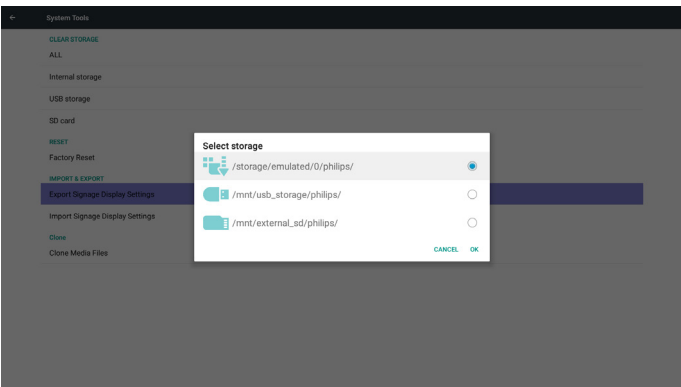 System Tools
CLEAR STORAGE
ALL
Internal storage
USB storage
SD card
RESET
Factory Reset
IMPORT & EXPORT
Export Signage Display Settings
Import Signage Display Settings
Clone
Clone Media Files
Select storage
/storage/emulated/0/philips/
/mnt/usb_storage/philips/
/mnt/external_sd/philips/
CANCEL OK